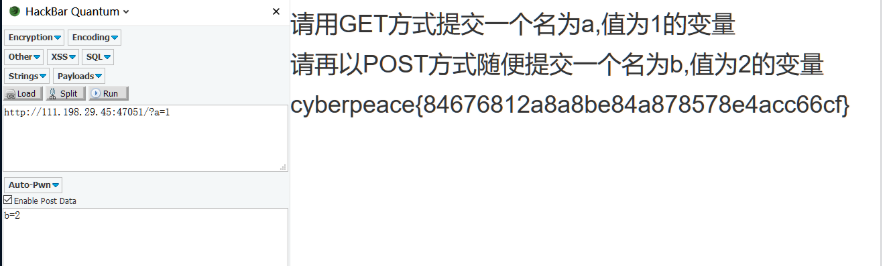 HackBar Quantum
Encryption Encoding
Other XSS SQL
Strings Payloads
Load Split Run
http://111.198.29.45:47051/?a=1
Auto-Pwn
Enable Post Data
b=2
请用GET方式提交一个名为a,值为1的变量
请再以POST方式随便提交一个名为b,值为2的变量
cyberpeace{84676812a8a8be84a878578e4acc66cf}